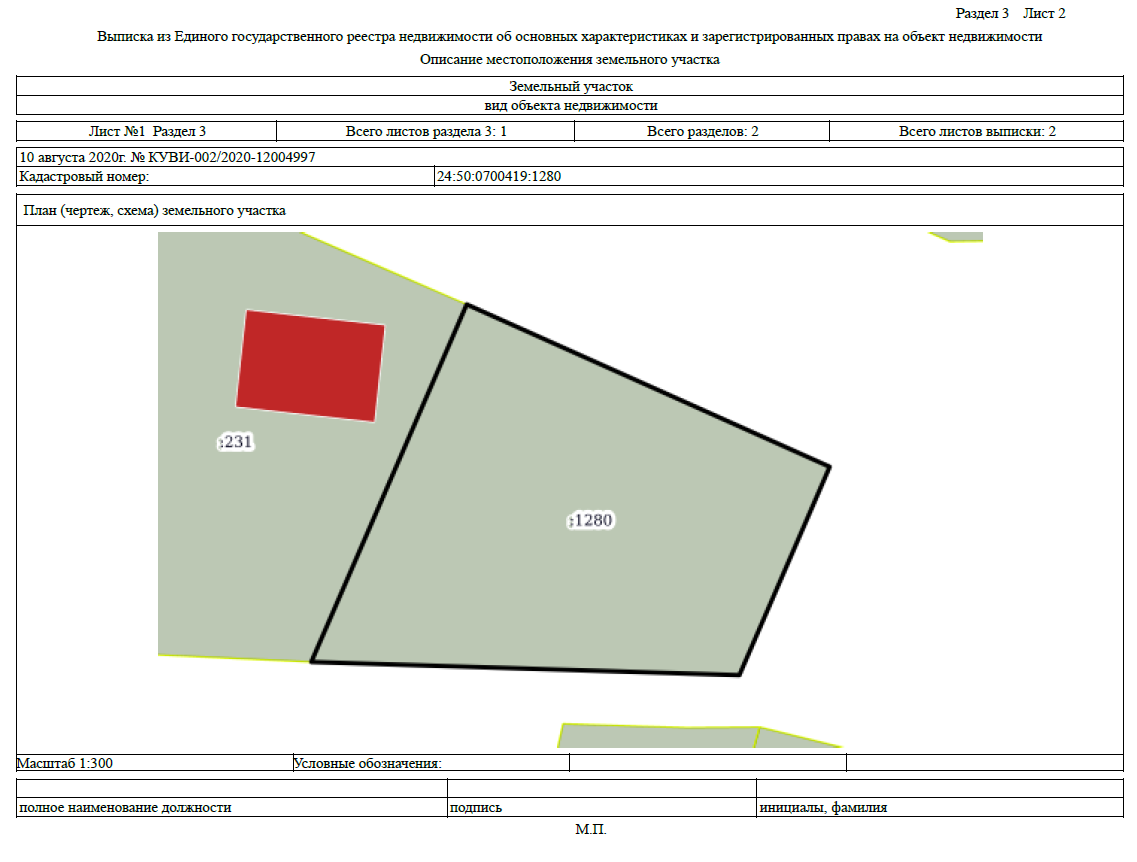 Раздел 3 Лист 2
Выписка из Единого государственного реестра недвижимости об основных характеристиках и зарегистрированных правах на объект недвижимости
Описание местоположения земельного участка
Земельный участок
вид объекта недвижимости
Лист №1 Раздел 3 Всего листов раздела 3: 1 Всего разделов: 2 Всего листов выписки: 2
10 августа 2020г. № КУВИ-002/2020-12004997
Кадастровый номер: 24:50:0700419:1280
План (чертеж, схема) земельного участка
:231
:1280
Масштаб 1:300 Условные обозначения:
полное наименование должности подпись инициалы, фамилия
М.П.